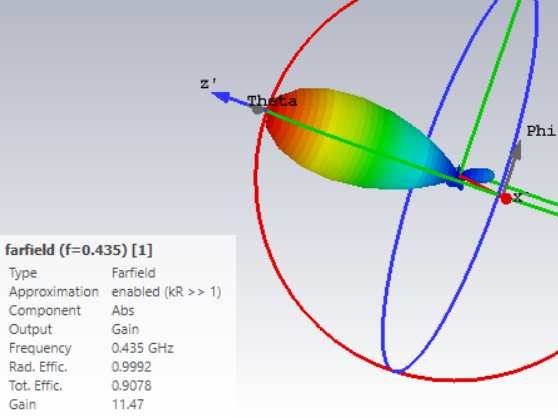 z'
Theta
Phi
x
farfield (f=0.435) [1]
Type Farfield
Approximation enabled (kR >> 1)
Component Abs
Output Gain
Frequency 0.435 GHz
Rad. Effic. 0.9992
Tot. Effic. 0.9078
Gain 11.47